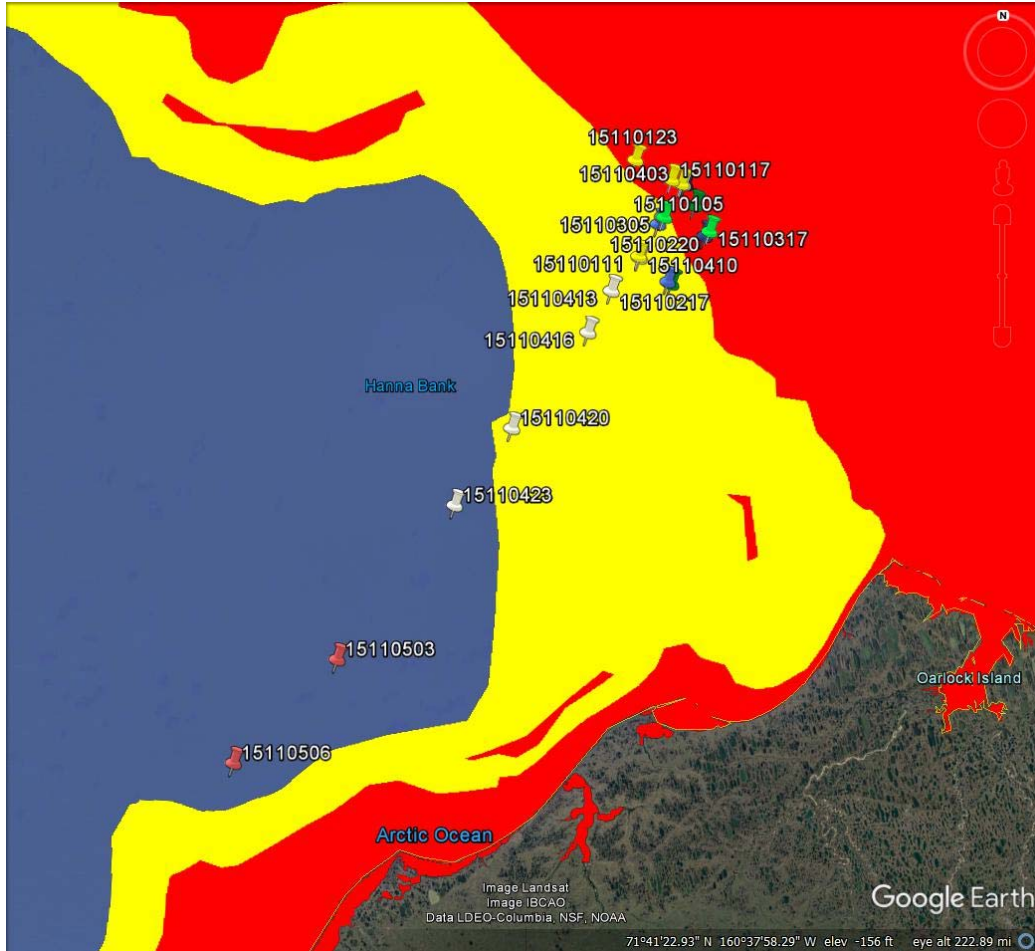 N
15110123
15110403
15110117
15110105
15110305
15110220
15110317
15110111
15110410
15110413
15110217
15110416
Hanna Bank
15110420
15110423
15110503
Oarlock Island
15110506
Arctic Ocean
Image Landsat
Image IBCAO
Data LDEO-Columbia, NSF, NOAA
Google Earth
71°41'22.93" N 160°37'58.29" W elev -156 ft eye alt 222.89 mi